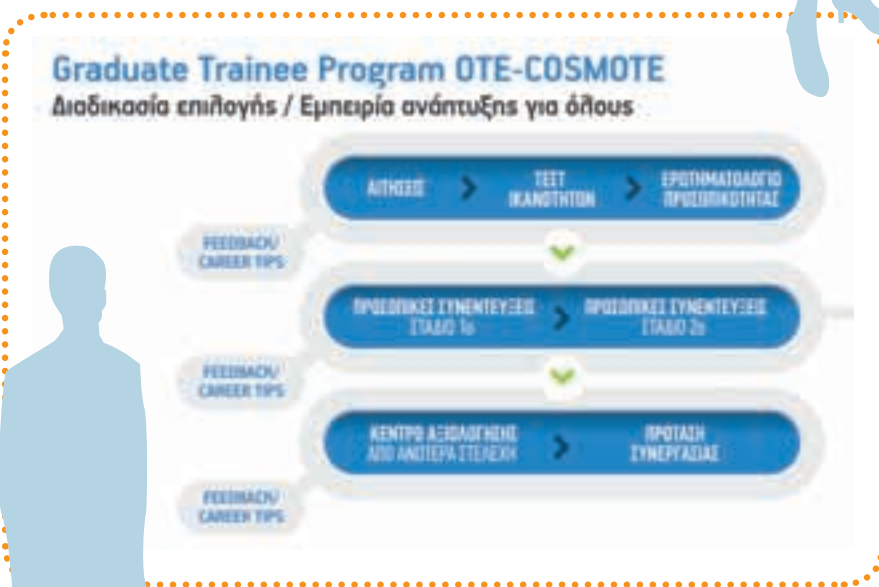 Graduate Trainee Program OTE-COSMOTE
Διαδικασία επιλογής / Εμπειρία ανάπτυξης για όλους
ΑΙΤΗΣΕΙΣ
ΤΕΣΤ
ΙΚΑΝΟΤΗΤΩΝ
ΕΡΩΤΗΜΑΤΟΛΟΓΙΟ
ΠΡΟΣΩΠΙΚΟΤΗΤΑΣ
FEEDBACK/
CAREER TIPS
ΠΡΟΣΩΠΙΚΕΣ ΣΥΝΕΝΤΕΥΞΕΙΣ
ΣΤΑΔΙΟ 1ο
ΠΡΟΣΩΠΙΚΕΣ ΣΥΝΕΝΤΕΥΞΕΙΣ
ΣΤΑΔΙΟ 2ο
FEEDBACK/
CAREER TIPS
ΚΕΝΤΡΟ ΑΞΙΟΛΟΓΗΣΗΣ
ΑΠΟ ΑΝΩΤΕΡΑ ΣΤΕΛΕΧΗ
ΠΡΟΤΑΣΗ
ΣΥΝΕΡΓΑΣΙΑΣ
FEEDBACK/
CAREER TIPS